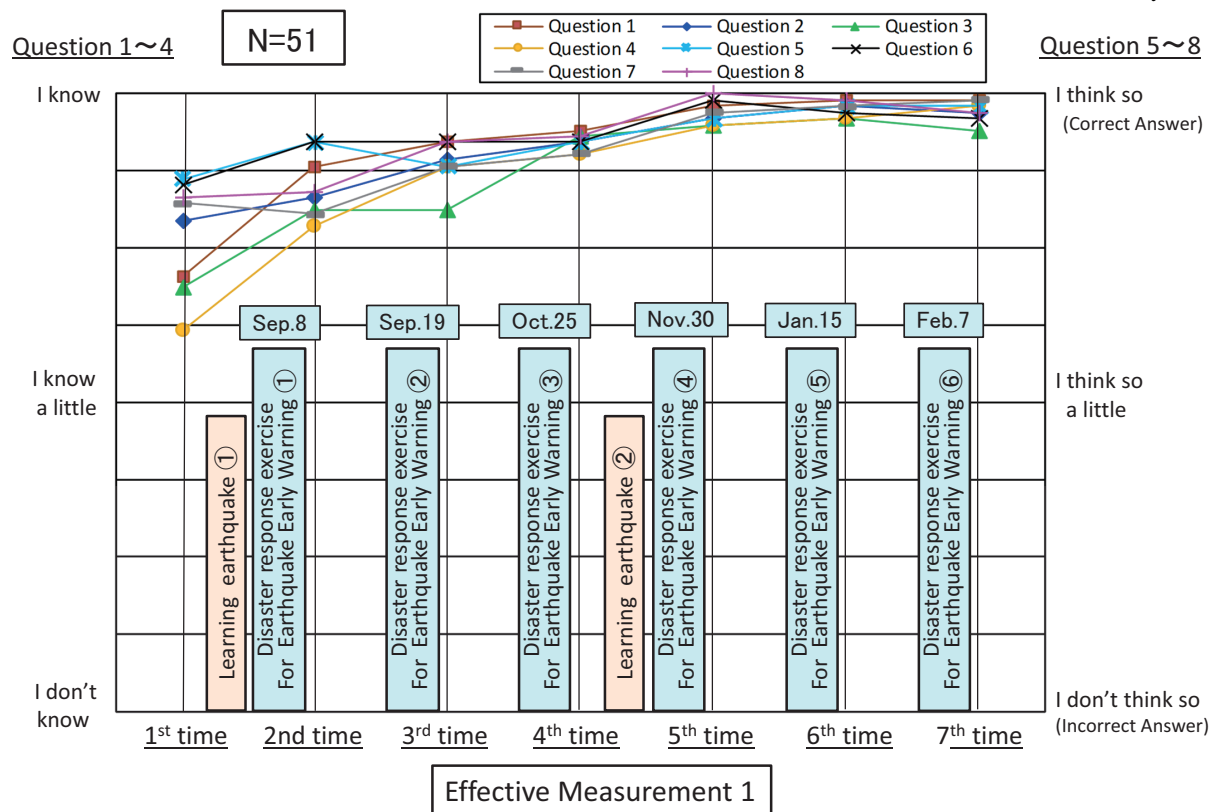 Question 1～4
N=51
Question 1 Question 2 Question 3
Question 4 Question 5 Question 6
Question 7 Question 8
Question 5～8
I know
I think so
(Correct Answer)
Sep.8
Sep.19
Oct.25
Nov.30
Jan.15
Feb.7
I know
a little
I think so
a little
Learning earthquake ①
Disaster response exercise
For Earthquake Early Warning ①
Disaster response exercise
For Earthquake Early Warning ②
Disaster response exercise
For Earthquake Early Warning ③
Learning earthquake ②
Disaster response exercise
For Earthquake Early Warning ④
Disaster response exercise
For Earthquake Early Warning ⑤
Disaster response exercise
For Earthquake Early Warning ⑥
I don't
know
I don't think so
(Incorrect Answer)
1st time 2nd time 3rd time 4th time 5th time 6th time 7th time
Effective Measurement 1